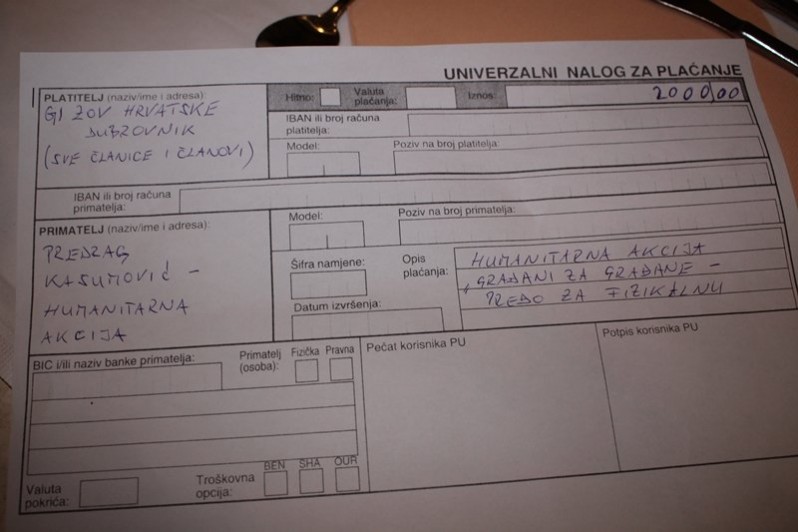 UNIVERZALNI NALOG ZA PLAĆANJE
PLATITELJ (naziv/ime i adresa):
GI ZOV HRVATSKE
DUBROVNIK
(SVE ČLANICE I ČLANOVI)
Hitno:
Valuta plaćanja:
Iznos:
2000,00
IBAN ili broj računa platitelja:
Model:
Poziv na broj platitelja:
IBAN ili broj računa primatelja:
PRIMATELJ (naziv/ime i adresa):
PREDRAG
KASUMOVIĆ -
HUMANITARNA
AKCIJA
Model:
Poziv na broj primatelja:
Šifra namjene:
Opis plaćanja:
HUMANITARNA AKCIJA
"GRAĐANI ZA GRAĐANE -
PREDO ZA FIZIKALNU
Datum izvršenja:
BIC i/ili naziv banke primatelja:
Primatelj (osoba):
Fizička
Pravna
Pečat korisnika PU
Potpis korisnika PU
Valuta pokrića:
Troškovna opcija:
BEN
SHA
OUR